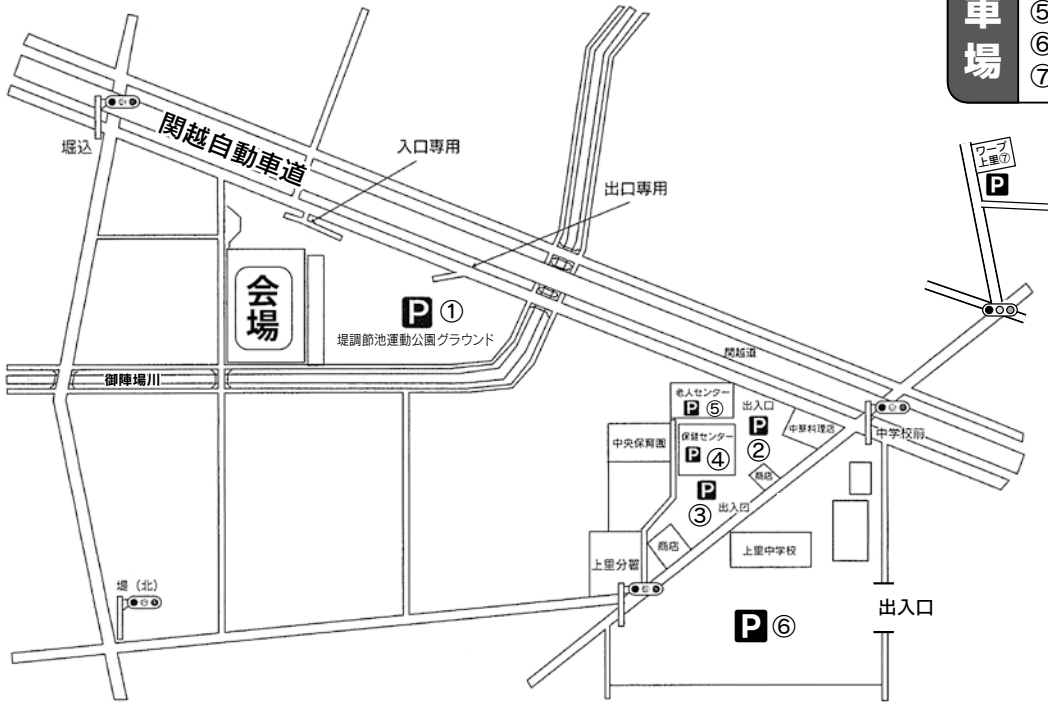 車場
⑤
⑥
⑦
堀込
関越自動車道
入口専用
出口専用
ワープ
上里⑦
P
会場
P ①
堤調節池運動公園グラウンド
御陣場川
関越道
老人センター
P ⑤
出入口
P
②
中華料理店
中学校前
中央保育園
保健センター
P ④
商店
P
③
出入口
商店
上里分署
上里中学校
堤（北）
P ⑥
出入口